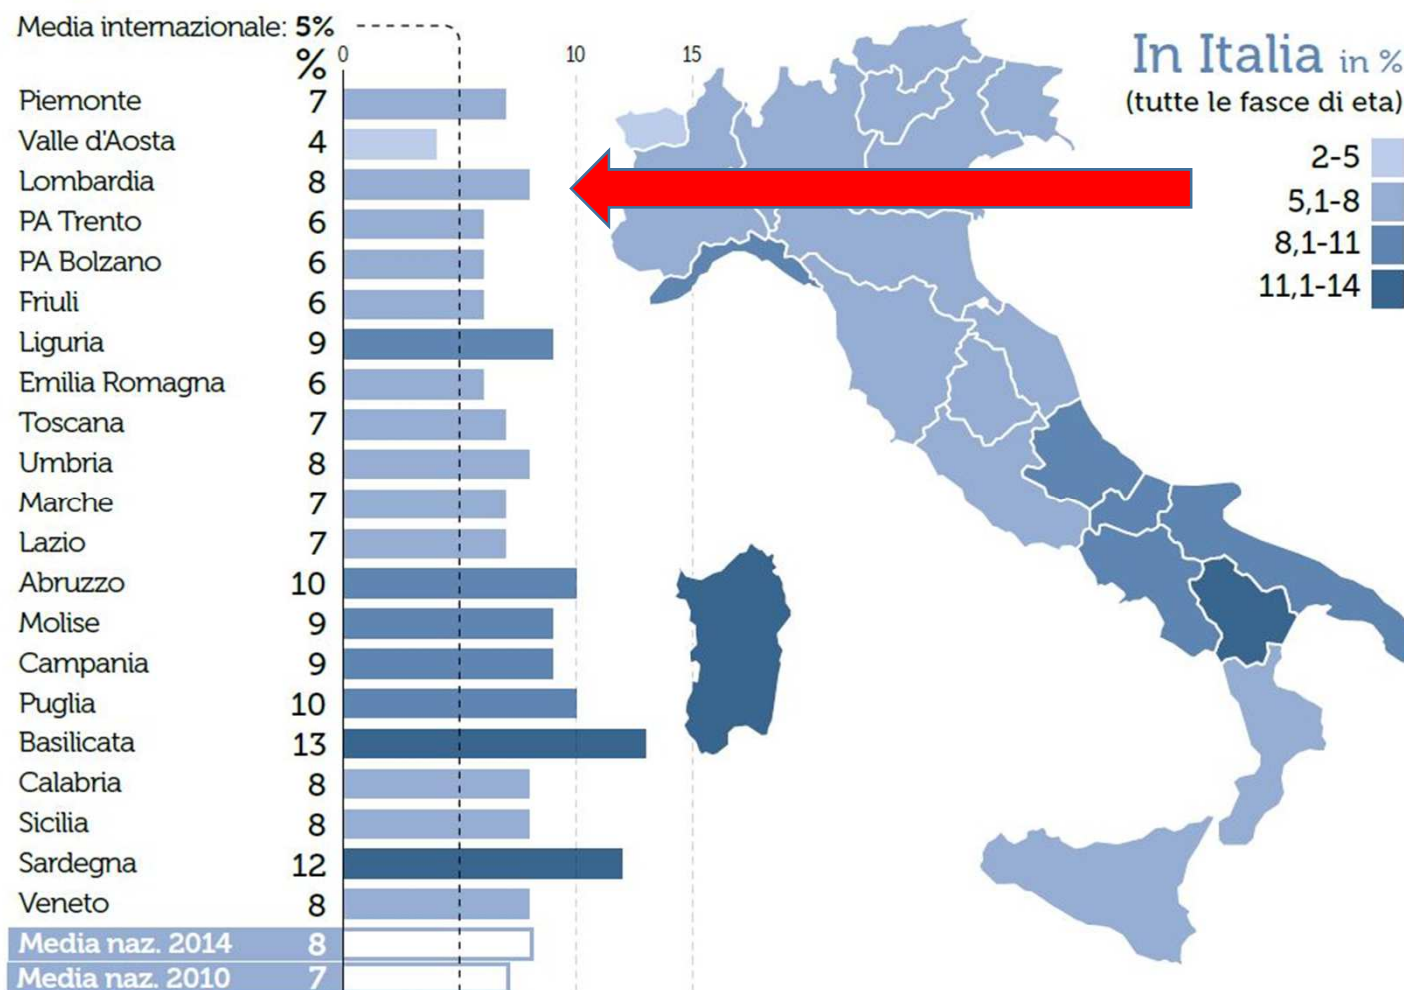 Media internazionale: 5%
% 0 10 15
Piemonte 7
Valle d'Aosta 4
Lombardia 8
PA Trento 6
PA Bolzano 6
Friuli 6
Liguria 9
Emilia Romagna 6
Toscana 7
Umbria 8
Marche 7
Lazio 7
Abruzzo 10
Molise 9
Campania 9
Puglia 10
Basilicata 13
Calabria 8
Sicilia 8
Sardegna 12
Veneto 8
Media naz. 2014 8
Media naz. 2010 7
In Italia in %
(tutte le fasce di eta)
2-5
5,1-8
8,1-11
11,1-14